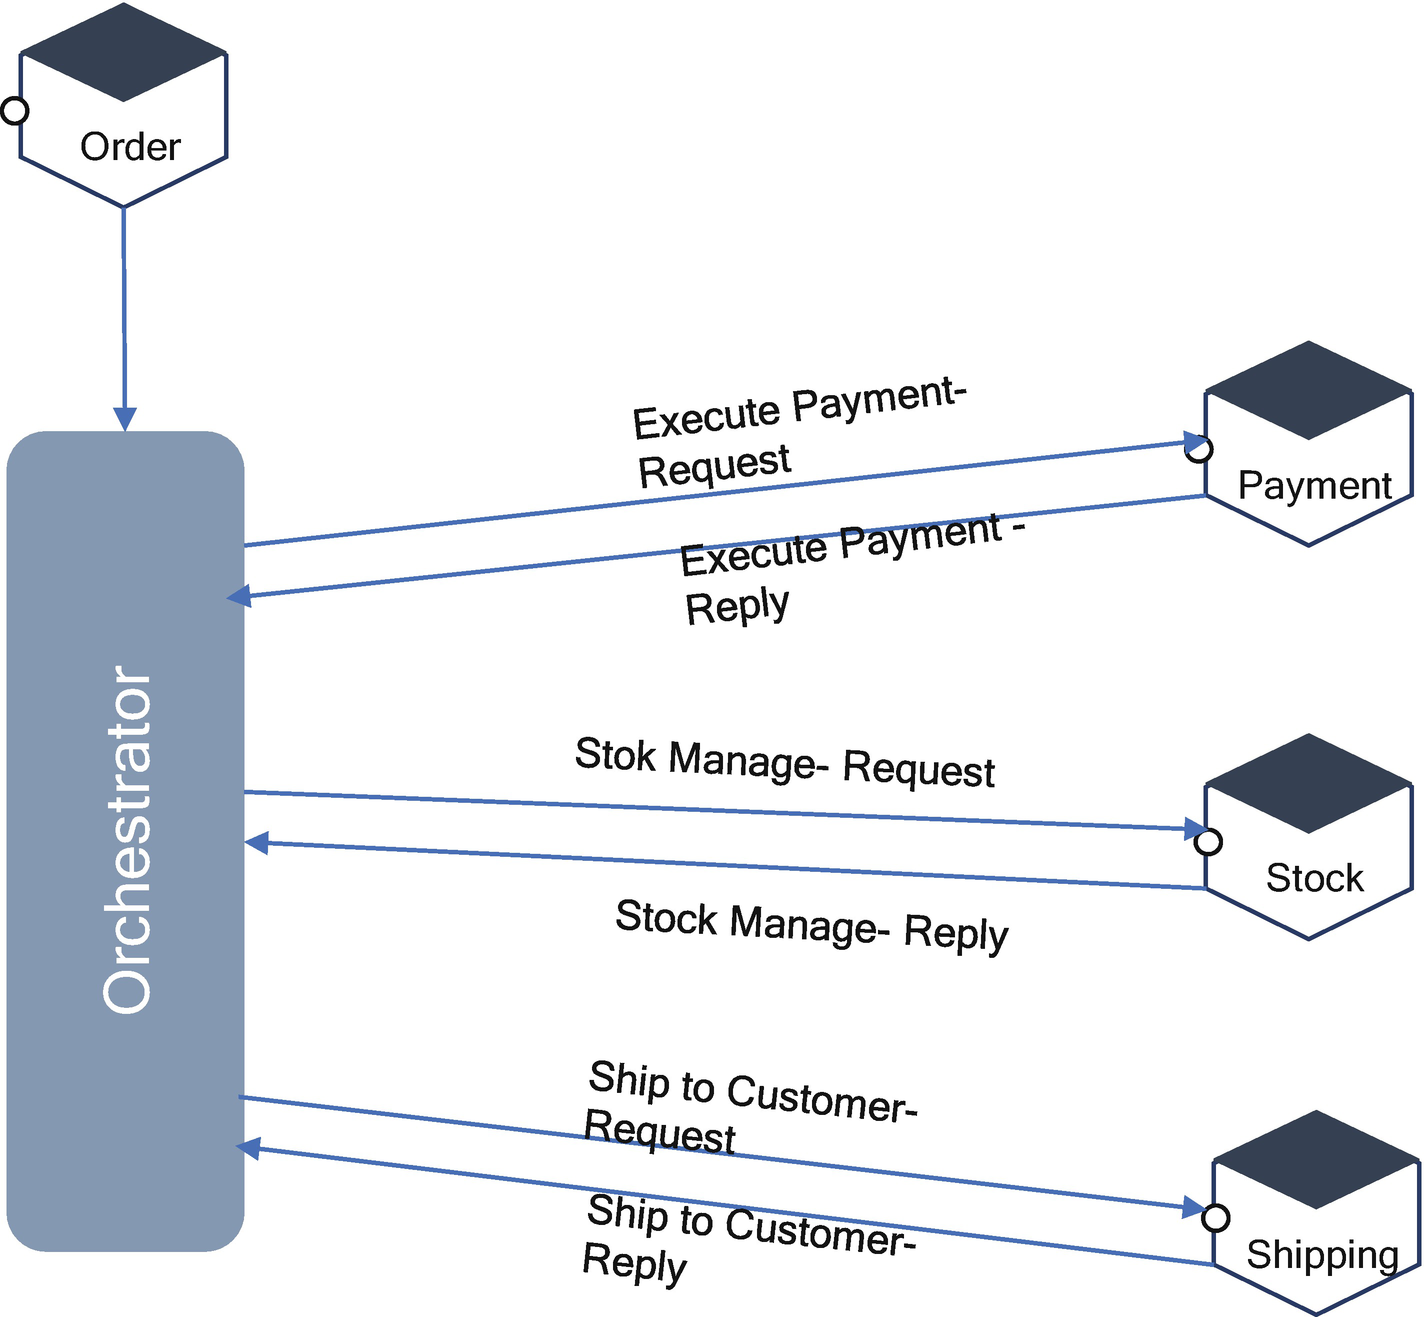 Order
Execute Payment-
Request
Payment
Execute Payment -
Reply
Orchestrator
Stok Manage- Request
Stock
Stock Manage- Reply
Ship to Customer-
Request
Ship to Customer-
Reply
Shipping